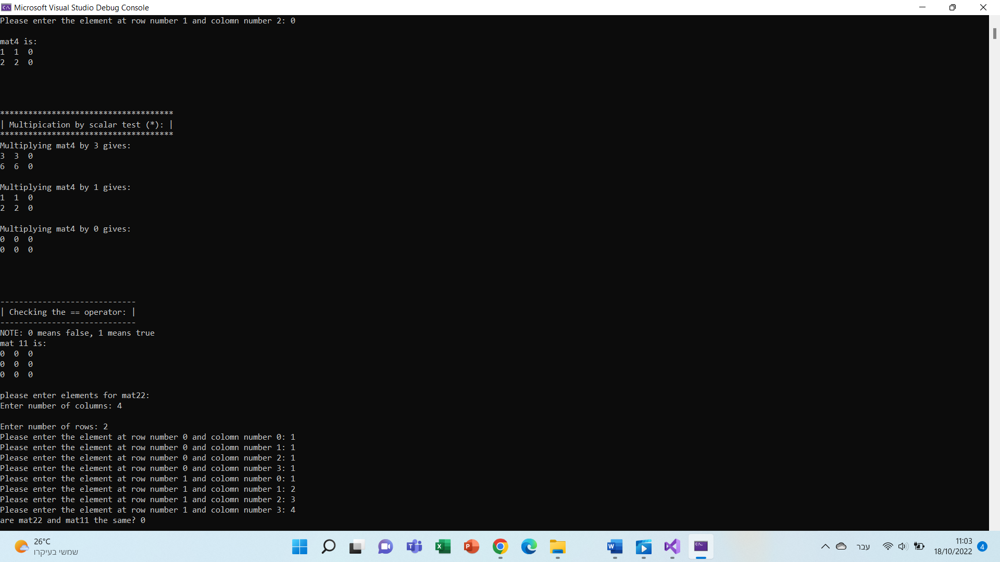 Microsoft Visual Studio Debug Console
Please enter the element at row number 1 and colomn number 2: 0
mat4 is:
1  1  0
2  2  0
*************************************
| Multipication by scalar test (*): |
*************************************
Multiplying mat4 by 3 gives:
3  3  0
6  6  0
Multiplying mat4 by 1 gives:
1  1  0
2  2  0
Multiplying mat4 by 0 gives:
0  0  0
0  0  0
-----------------------------
| Checking the == operator: |
-----------------------------
NOTE: 0 means false, 1 means true
mat 11 is:
0  0  0
0  0  0
0  0  0
please enter elements for mat22:
Enter number of columns: 4
Enter number of rows: 2
Please enter the element at row number 0 and colomn number 0: 1
Please enter the element at row number 0 and colomn number 1: 1
Please enter the element at row number 0 and colomn number 2: 1
Please enter the element at row number 0 and colomn number 3: 1
Please enter the element at row number 1 and colomn number 0: 1
Please enter the element at row number 1 and colomn number 1: 2
Please enter the element at row number 1 and colomn number 2: 3
Please enter the element at row number 1 and colomn number 3: 4
are mat22 and mat11 the same? 0
26°C
שמשי בעיקרו
עבר
11:03
18/10/2022
4